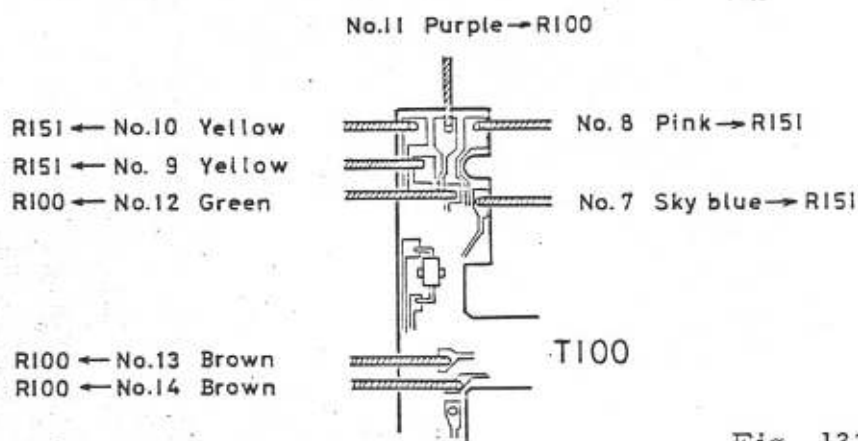 No.11 Purple→R100
R151 ← No.10 Yellow
No. 8 Pink→R151
R151 ← No. 9 Yellow
R100 ← No.12 Green
No. 7 Sky blue→R151
R100 ← No.13 Brown
T100
R100 ← No.14 Brown